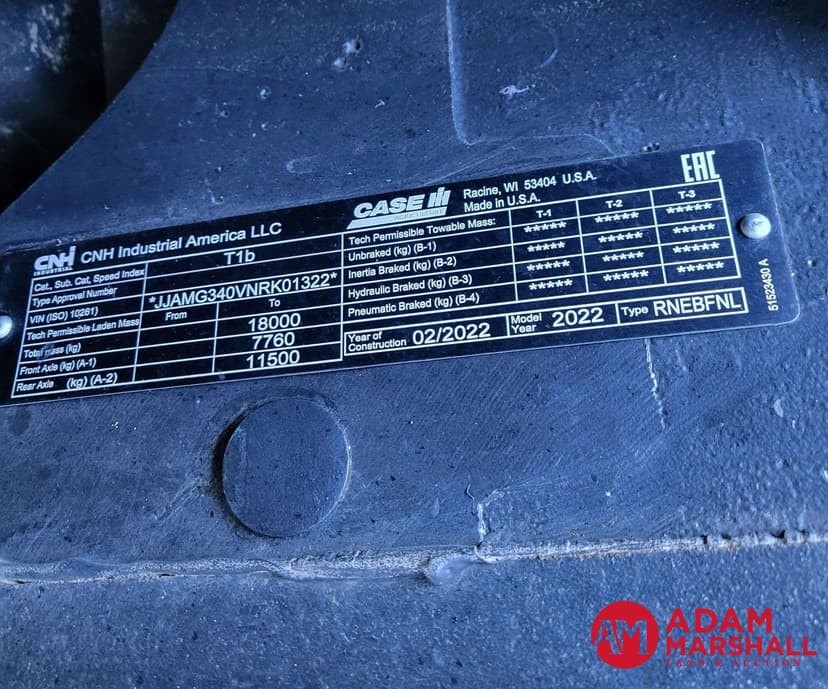 CNH
INDUSTRIAL
CNH Industrial America LLC
CASE IH
AGRICULTURE
Racine, WI 53404 U.S.A.
Made in U.S.A.
EAC
Cat., Sub. Cat, Speed Index T1b
Type Approval Number
VIN (ISO) 10261) *JJAMG340VNRK01322*
Tech Permissible Laden Mass From To
Total mass (kg) 18000
Front Axle (kg) (A-1) 7760
Rear Axle (kg) (A-2) 11500
Tech Permissible Towable Mass: T-1 T-2 T-3
Unbraked (kg) (B-1) ***** ***** *****
Inertia Braked (kg) (B-2) ***** ***** *****
Hydraulic Braked (kg) (B-3) ***** ***** *****
Pneumatic Braked (kg) (B-4) ***** ***** *****
Year of Construction 02/2022 Model Year 2022 Type RNEBFNL
51523430 A
AM
ADAM
MARSHALL
LAND & AUCTION